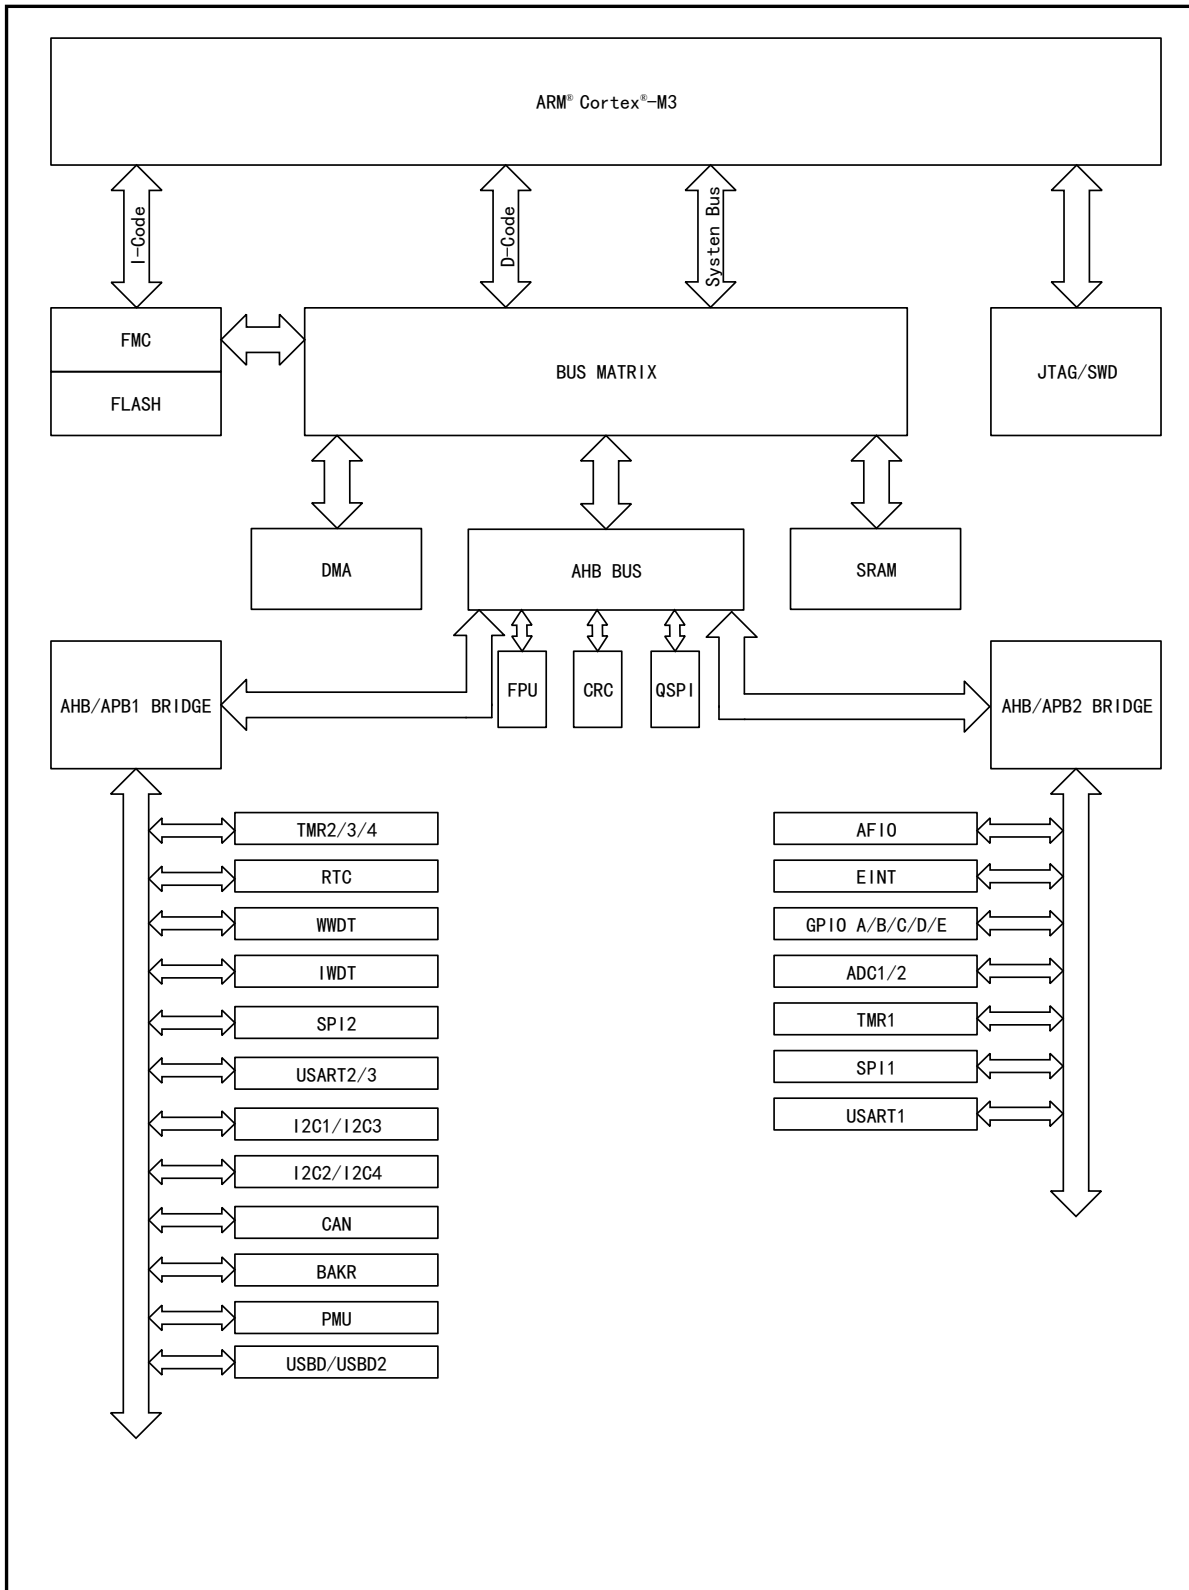 ARM® Cortex®-M3
I-Code
D-Code
Systen Bus
FMC
FLASH
BUS MATRIX
JTAG/SWD
DMA
AHB BUS
SRAM
AHB/APB1 BRIDGE
FPU
CRC
QSPI
AHB/APB2 BRIDGE
TMR2/3/4
RTC
WWDT
IWDT
SPI2
USART2/3
I2C1/I2C3
I2C2/I2C4
CAN
BAKR
PMU
USBD/USBD2
AFIO
EINT
GPIO A/B/C/D/E
ADC1/2
TMR1
SPI1
USART1